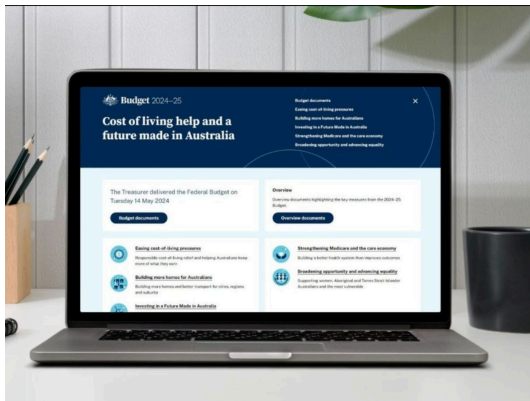 Budget 2024–25
Cost of living help and a
future made in Australia
Budget documents
Easing cost-of-living pressures
Building more homes for Australians
Investing in a Future Made in Australia
Strengthening Medicare and the care economy
Broadening opportunity and advancing equality
The Treasurer delivered the Federal Budget on
Tuesday 14 May 2024
Budget documents
Overview
Overview documents highlighting the key measures from the 2024–25
Budget
Overview documents
Easing cost-of-living pressures
Responsible cost-of-living relief and helping Australians keep
more of what they earn
Building more homes for Australians
Building more homes and better transport for cities, regions
and suburbs
Investing in a Future Made in Australia
Strengthening Medicare and the care economy
Building a better health system that improves outcomes
Broadening opportunity and advancing equality
Supporting women, Aboriginal and Torres Strait Islander
Australians and the most vulnerable